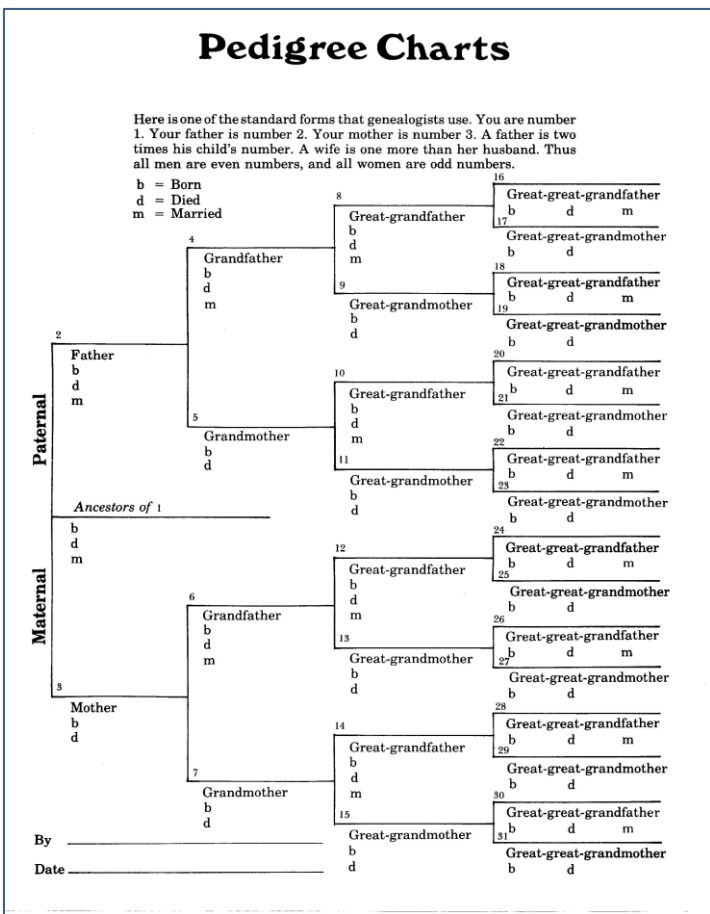 Pedigree Charts
Here is one of the standard forms that genealogists use. You are number
1. Your father is number 2. Your mother is number 3. A father is two
times his child's number. A wife is one more than her husband. Thus
all men are even numbers, and all women are odd numbers.
b = Born
d = Died
m = Married
Paternal
Maternal
Ancestors of 1
b
d
m
2
Father
b
d
m
3
Mother
b
d
4
Grandfather
b
d
m
5
Grandmother
b
d
6
Grandfather
b
d
m
7
Grandmother
b
d
8
Great-grandfather
b
d
m
9
Great-grandmother
b
d
10
Great-grandfather
b
d
m
11
Great-grandmother
b
d
12
Great-grandfather
b
d
m
13
Great-grandmother
b
d
14
Great-grandfather
b
d
m
15
Great-grandmother
b
d
16
Great-great-grandfather
b d m
17
Great-great-grandmother
b d
18
Great-great-grandfather
b d m
19
Great-great-grandmother
b d
20
Great-great-grandfather
b d m
21
Great-great-grandmother
b d
22
Great-great-grandfather
b d m
23
Great-great-grandmother
b d
24
Great-great-grandfather
b d m
25
Great-great-grandmother
b d
26
Great-great-grandfather
b d m
27
Great-great-grandmother
b d
28
Great-great-grandfather
b d m
29
Great-great-grandmother
b d
30
Great-great-grandfather
b d m
31
Great-great-grandmother
b d
By
Date